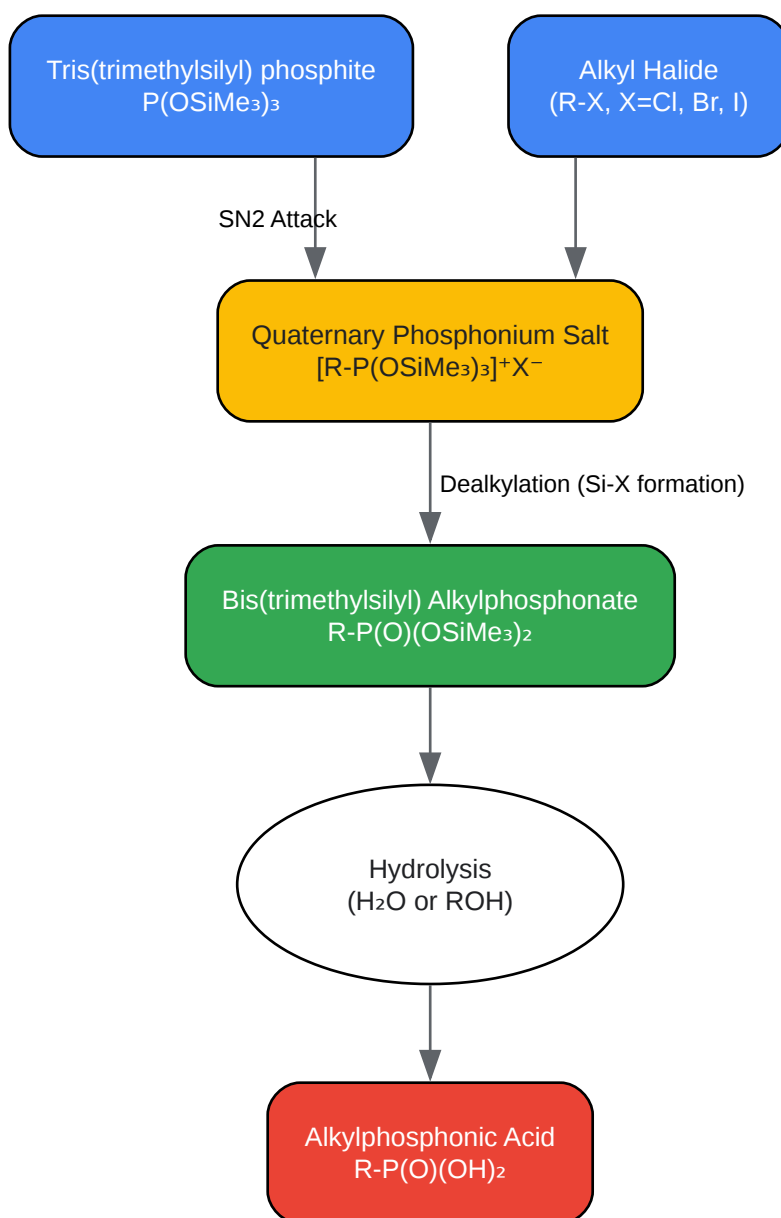 Tris(trimethylsilyl) phosphite
P(OSiMe₃)₃
Alkyl Halide
(R-X, X=Cl, Br, I)
SN2 Attack
Quaternary Phosphonium Salt
[R-P(OSiMe₃)₃]⁺X⁻
Dealkylation (Si-X formation)
Bis(trimethylsilyl) Alkylphosphonate
R-P(O)(OSiMe₃)₂
Hydrolysis
(H₂O or ROH)
Alkylphosphonic Acid
R-P(O)(OH)₂